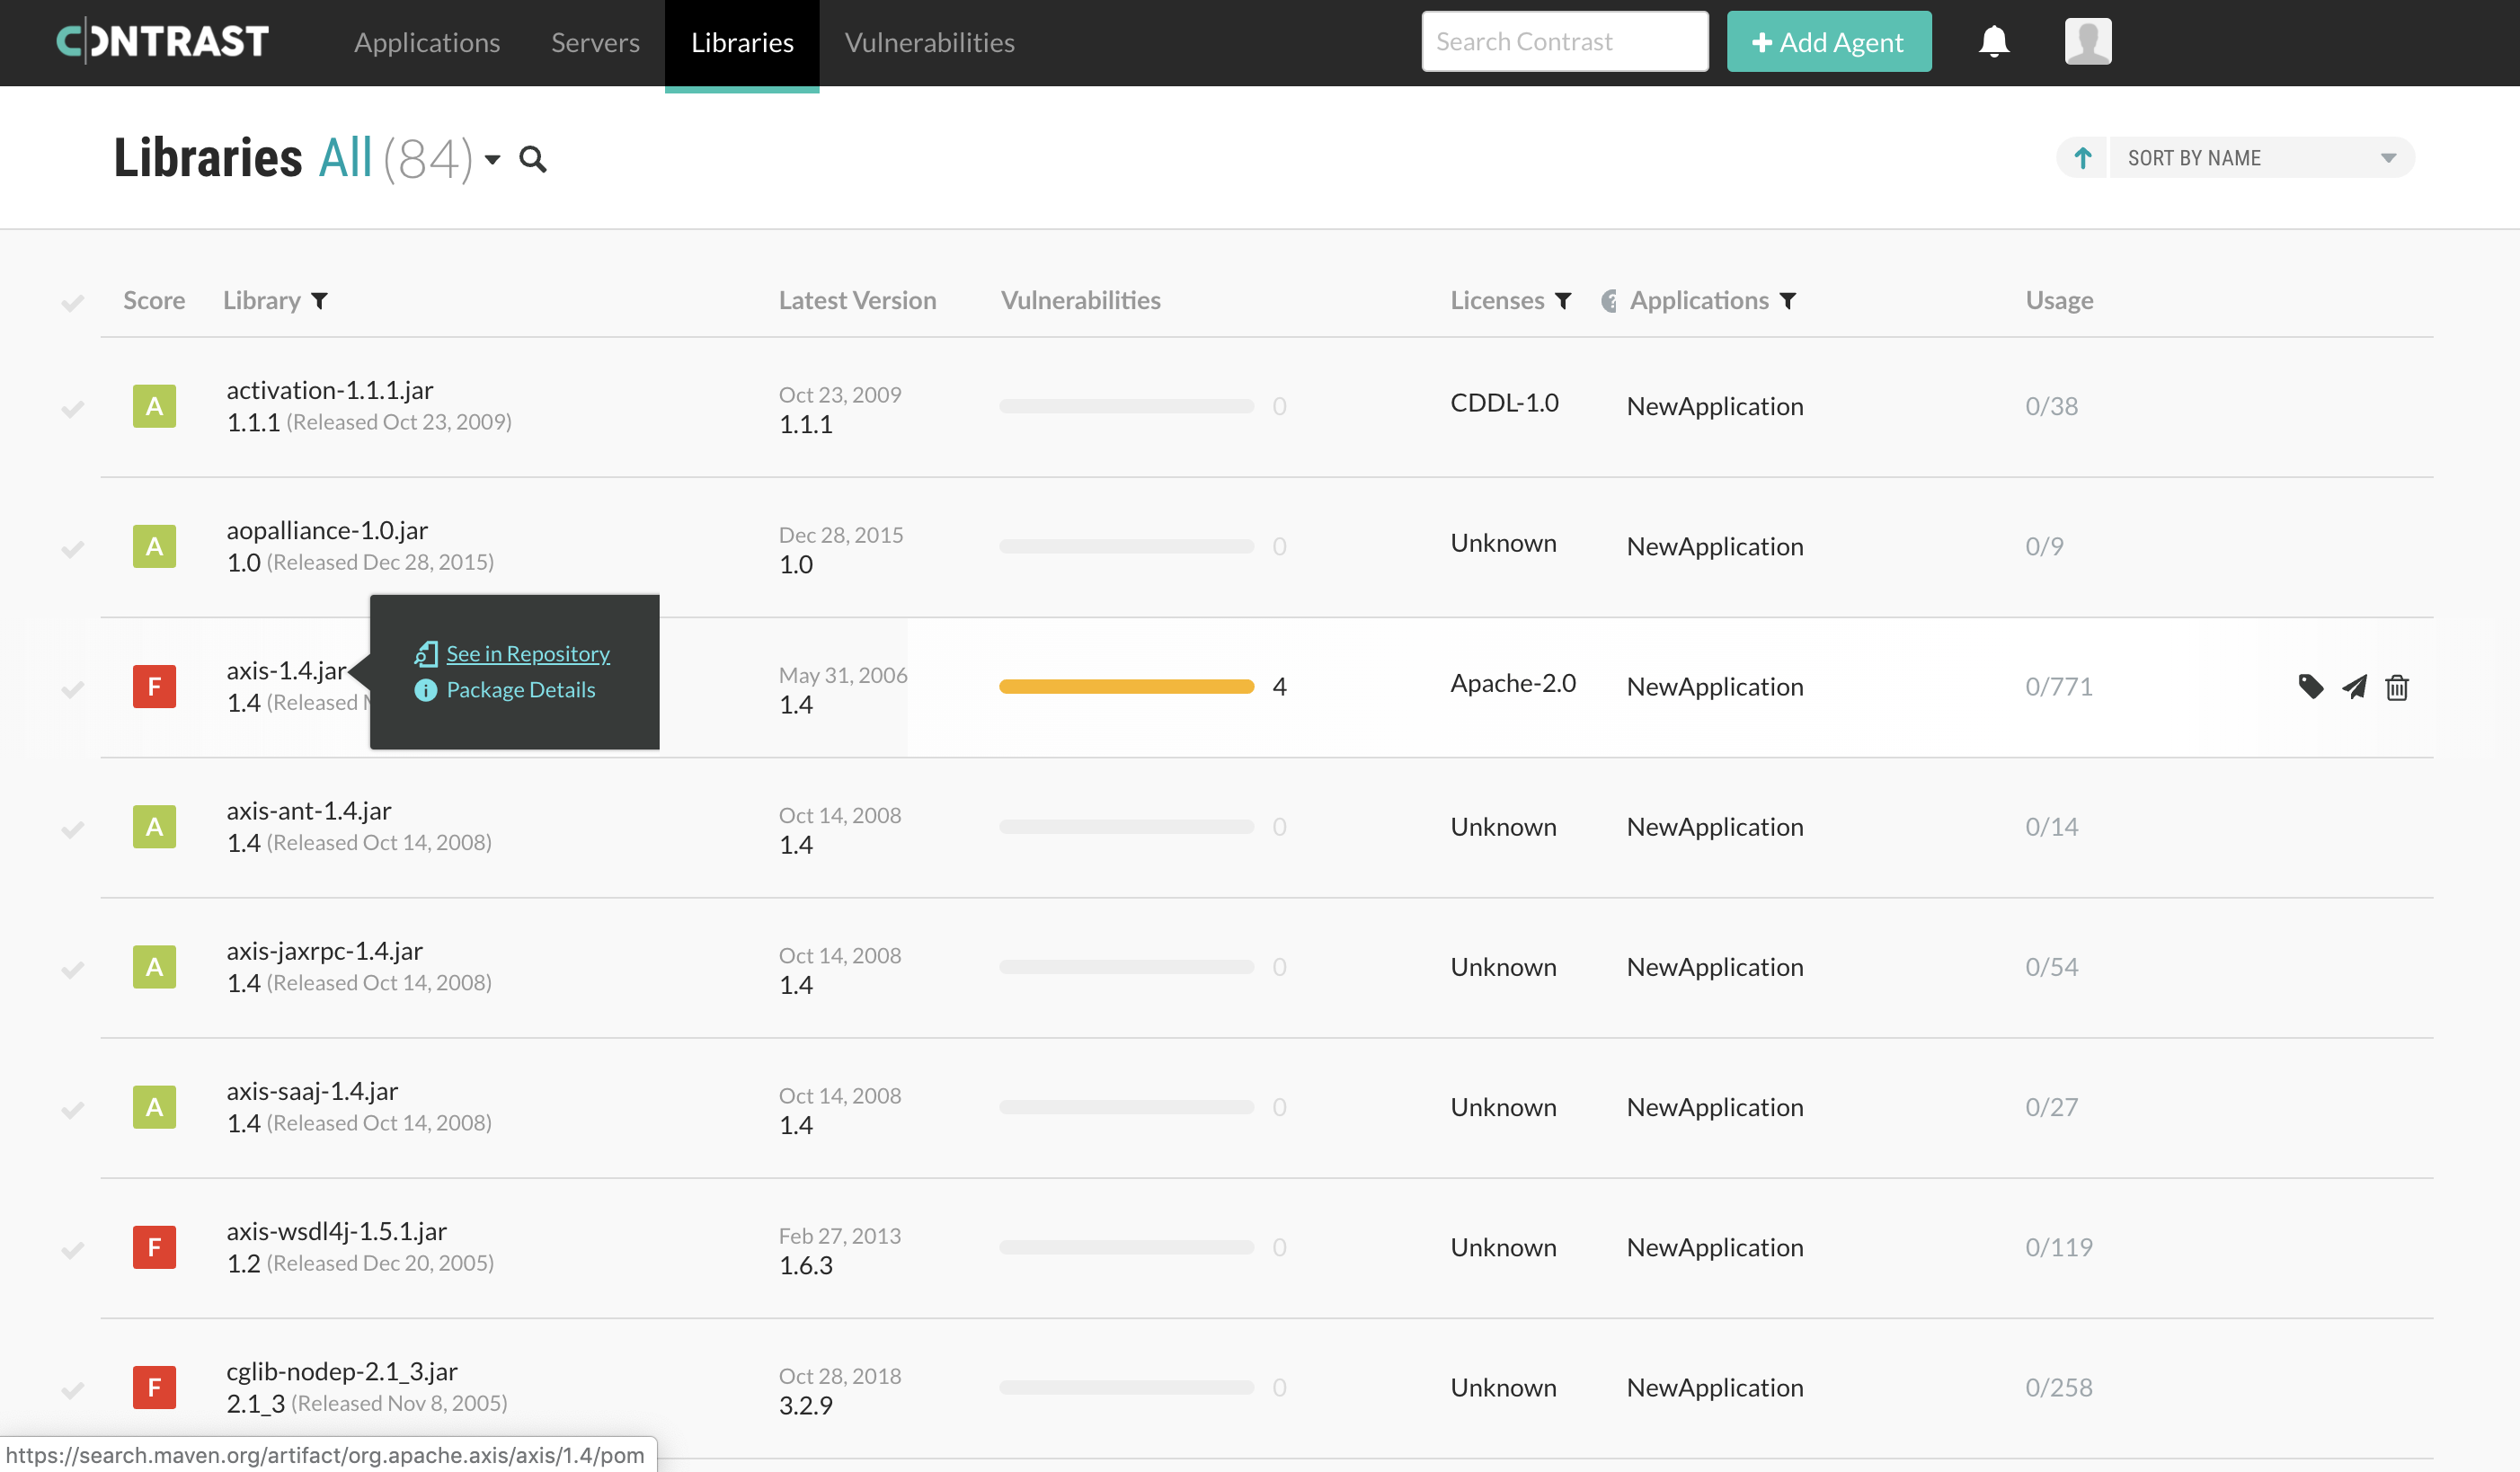 CONTRAST Applications Servers Libraries Vulnerabilities Search Contrast Add Agent
Libraries All (84) SORT BY NAME
Score Library Latest Version Vulnerabilities Licenses ? Applications Usage
A activation-1.1.1.jar Oct 23, 2009 0 CDDL-1.0 NewApplication 0/38
1.1.1 (Released Oct 23, 2009) 1.1.1
A aopalliance-1.0.jar Dec 28, 2015 0 Unknown NewApplication 0/9
1.0 (Released Dec 28, 2015) 1.0
See in Repository
Package Details
F axis-1.4.jar May 31, 2006 4 Apache-2.0 NewApplication 0/771
1.4 (Released 1.4
A axis-ant-1.4.jar Oct 14, 2008 0 Unknown NewApplication 0/14
1.4 (Released Oct 14, 2008) 1.4
A axis-jaxrpc-1.4.jar Oct 14, 2008 0 Unknown NewApplication 0/54
1.4 (Released Oct 14, 2008) 1.4
A axis-saaj-1.4.jar Oct 14, 2008 0 Unknown NewApplication 0/27
1.4 (Released Oct 14, 2008) 1.4
F axis-wsdl4j-1.5.1.jar Feb 27, 2013 0 Unknown NewApplication 0/119
1.2 (Released Dec 20, 2005) 1.6.3
F cglib-nodep-2.1_3.jar Oct 28, 2018 0 Unknown NewApplication 0/258
2.1_3 (Released Nov 8, 2005) 3.2.9
https://search.maven.org/artifact/org.apache.axis/axis/1.4/pom